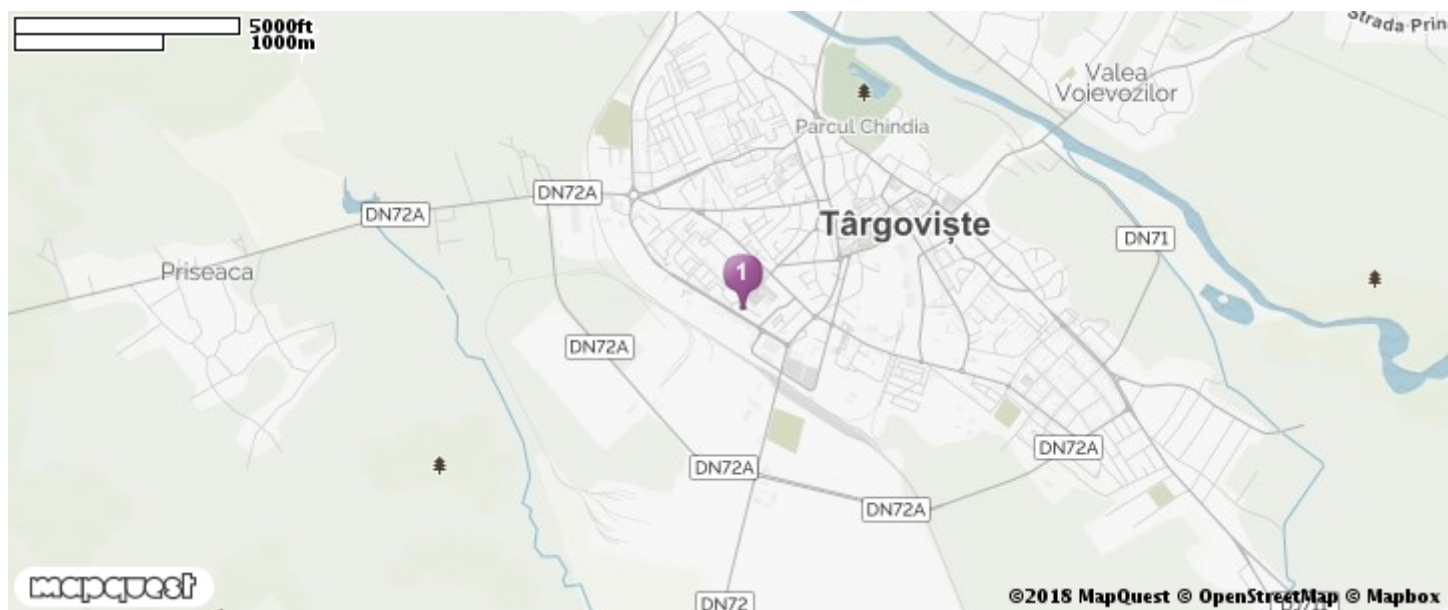 5000ft
1000m
Strada Prin
Valea
Voievozilor
Parcul Chindia
DN72A
DN72A
Târgoviște
DN71
Priseaca
1
DN72A
DN72A
DN72A
DN72A
DN72
mapquest
©2018 MapQuest © OpenStreetMap © Mapbox